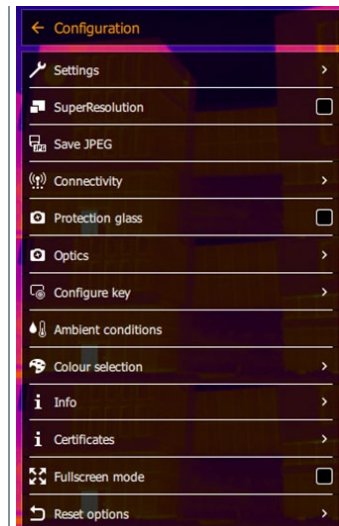 Configuration
Settings
SuperResolution
Save JPEG
Connectivity
Protection glass
Optics
Configure key
Ambient conditions
Colour selection
Info
Certificates
Fullscreen mode
Reset options